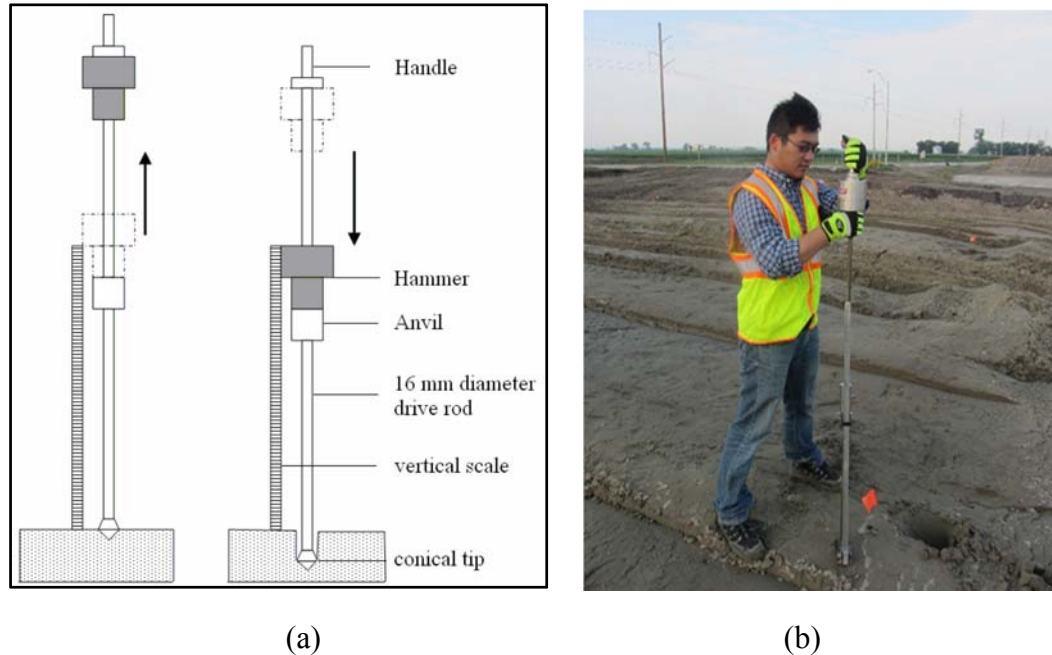 Handle
Hammer
Anvil
16 mm diameter
drive rod
vertical scale
conical tip
(a)
(b)